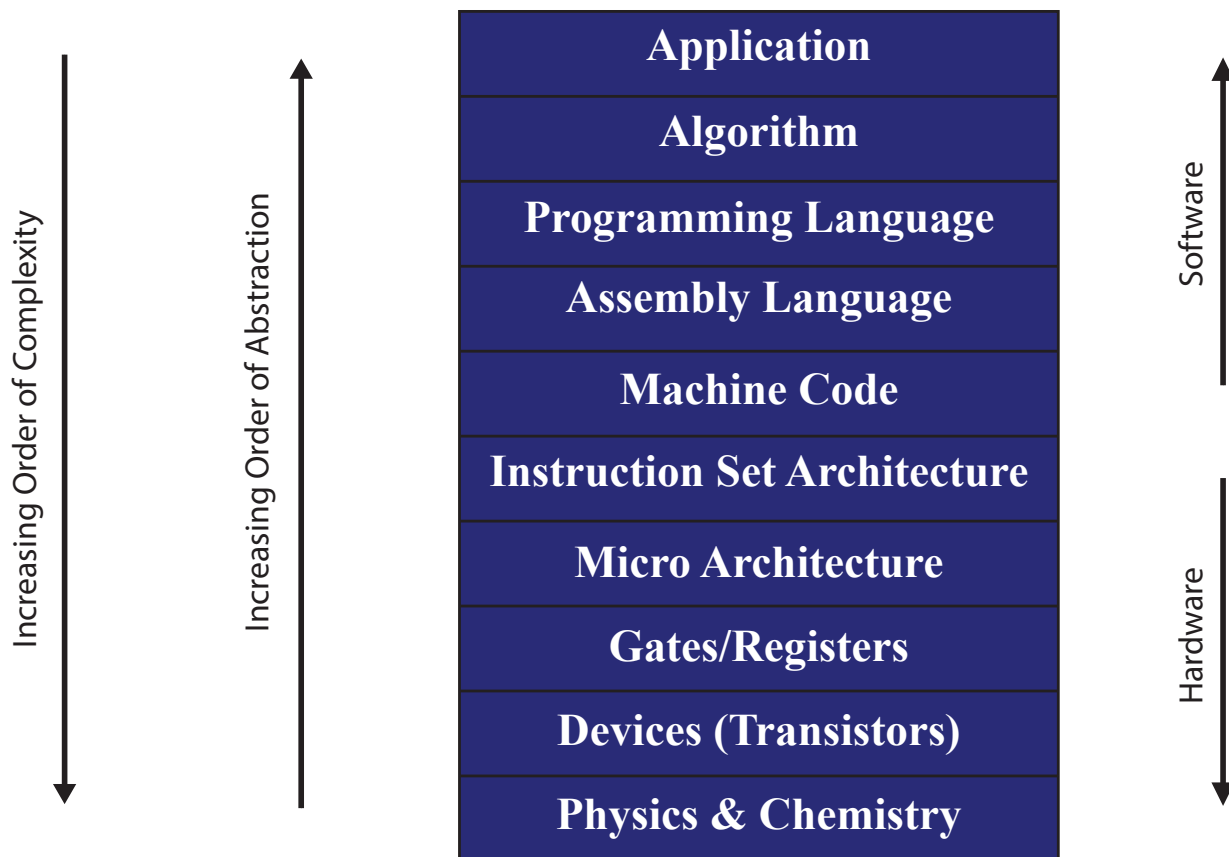 Increasing Order of Complexity
Increasing Order of Abstraction
Application
Algorithm
Programming Language
Assembly Language
Machine Code
Instruction Set Architecture
Micro Architecture
Gates/Registers
Devices (Transistors)
Physics & Chemistry
Software
Hardware